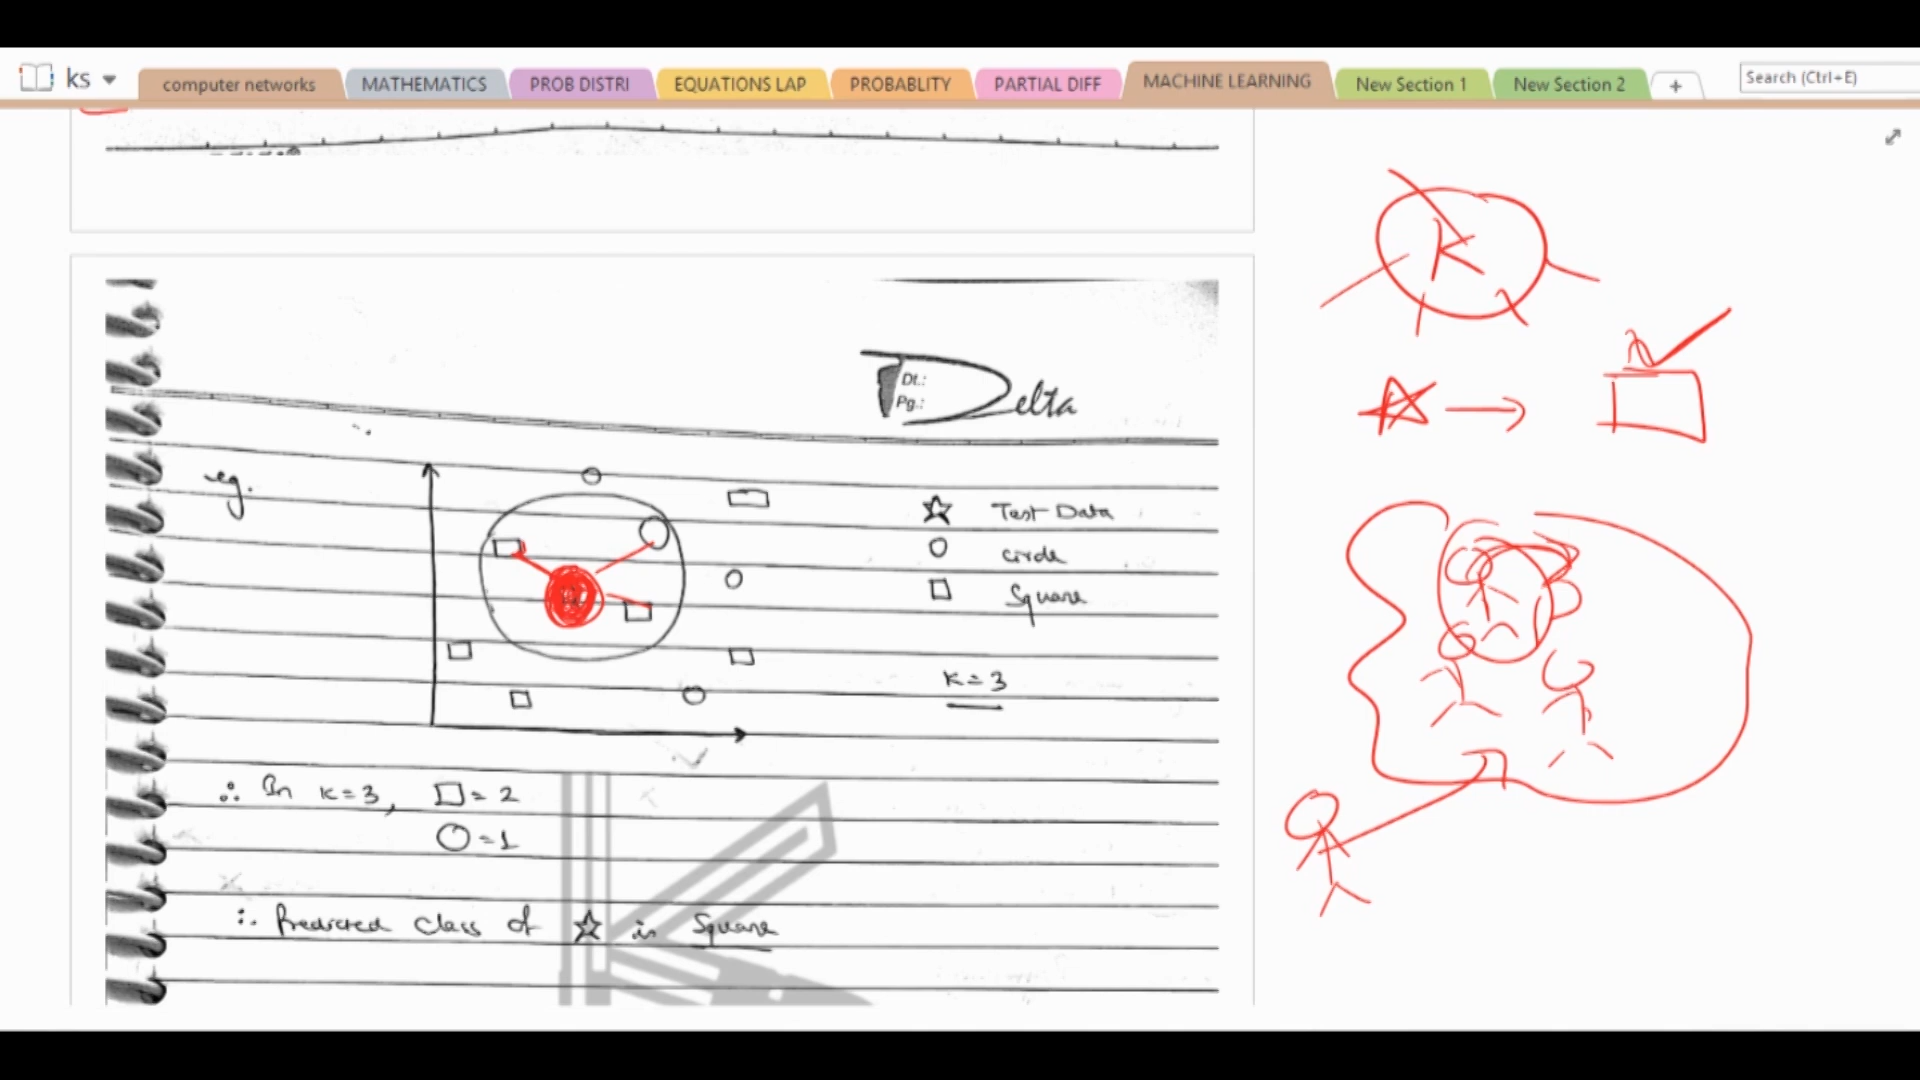 ks
computer networks
MATHEMATICS
PROB DISTRI
EQUATIONS LAP
PROBABLITY
PARTIAL DIFF
MACHINE LEARNING
New Section 1
New Section 2
+
Search (Ctrl+E)
K
Dt.:
Pg.:
Delta
eg.
☆ Test Data
○ circle
□ Square
K=3
∴ In K=3, □=2
○=1
∴ Predicted class of ☆ is Square